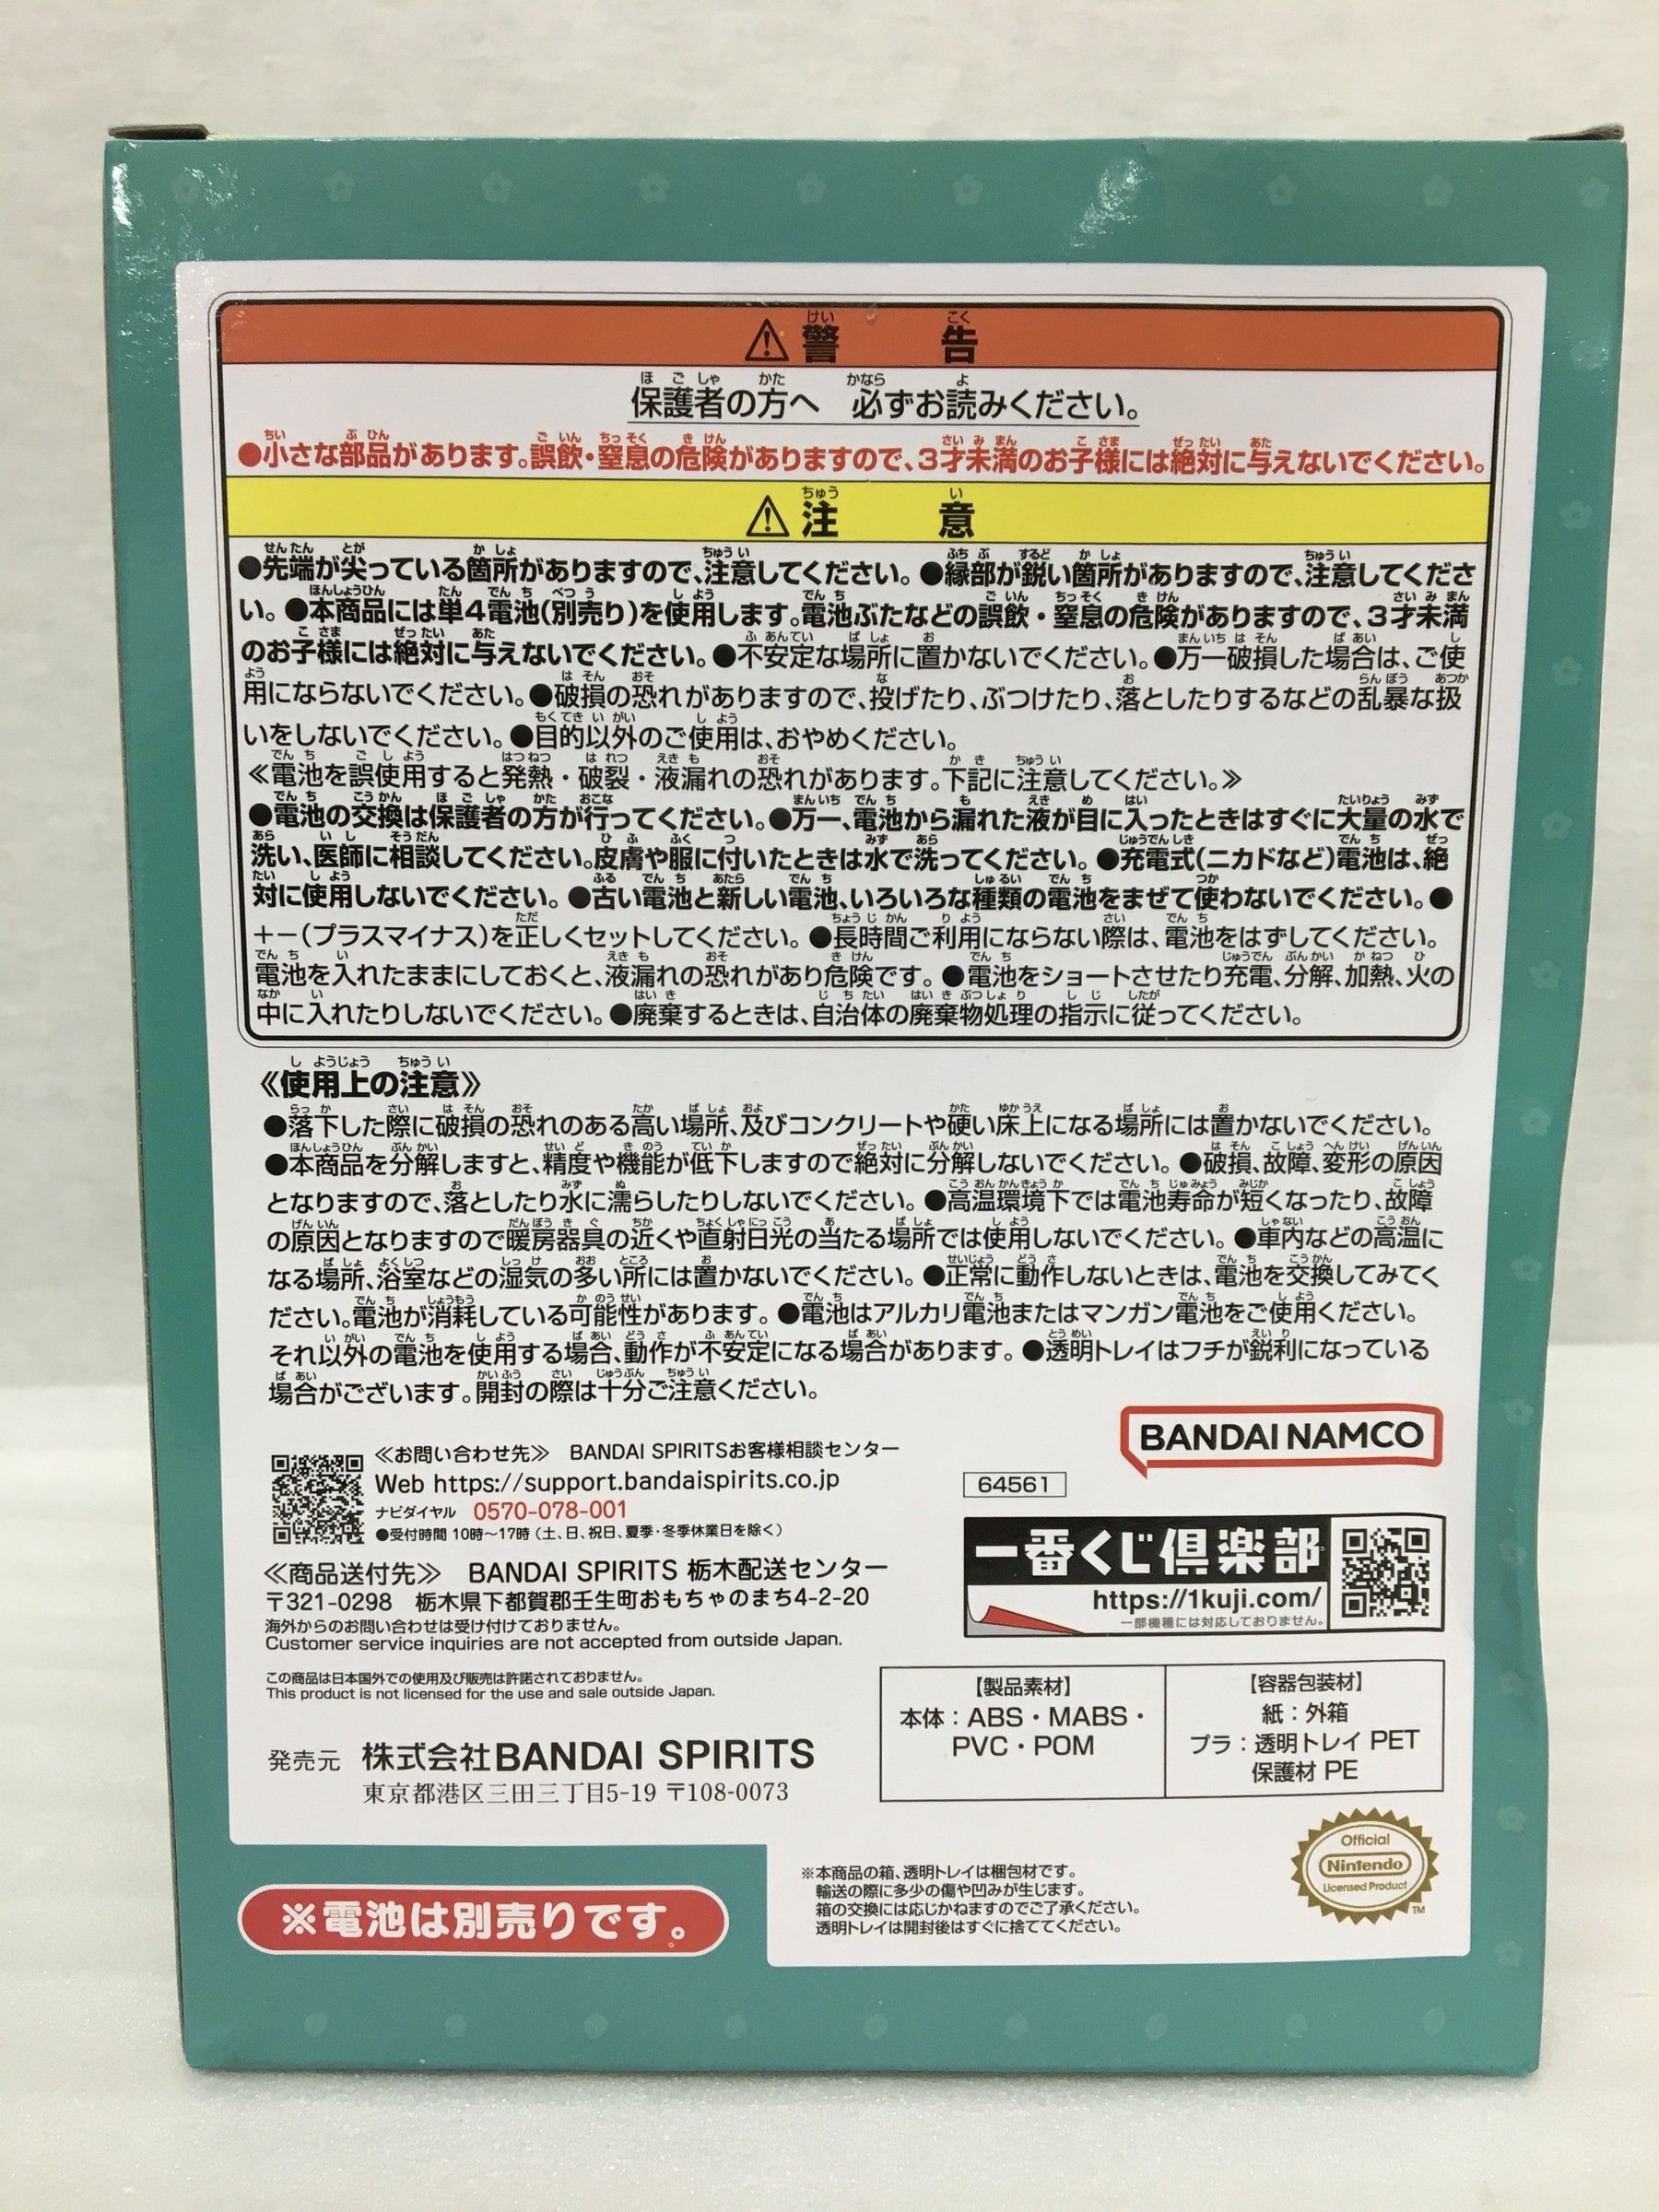 ⚠警告
保護者の方へ 必ずお読みください。
●小さな部品があります。誤飲・窒息の危険がありますので、3才未満のお子様には絶対に与えないでください。
⚠注意
●先端が尖っている箇所がありますので、注意してください。●縁部が鋭い箇所がありますので、注意してくださ
い。●本商品には単4電池(別売り)を使用します。電池ぶたなどの誤飲・窒息の危険がありますので、3才未満
のお子様には絶対に与えないでください。●不安定な場所に置かないでください。●万一破損した場合は、ご使
用にならないでください。●破損の恐れがありますので、投げたり、ぶつけたり、落としたりするなどの乱暴な扱
いをしないでください。●目的以外のご使用は、おやめください。
≪電池を誤使用すると発熱・破裂・液漏れの恐れがあります。下記に注意してください。≫
●電池の交換は保護者の方が行ってください。●万一、電池から漏れた液が目に入ったときはすぐに大量の水で
洗い、医師に相談してください。皮膚や服に付いたときは水で洗ってください。●充電式(ニカドなど)電池は、絶
対に使用しないでください。●古い電池と新しい電池、いろいろな種類の電池をまぜて使わないでください。●
+−(プラスマイナス)を正しくセットしてください。●長時間ご利用にならない際は、電池をはずしてください。
電池を入れたままにしておくと、液漏れの恐れがあり危険です。●電池をショートさせたり充電、分解、加熱、火の
中に入れたりしないでください。●廃棄するときは、自治体の廃棄物処理の指示に従ってください。
≪使用上の注意≫
●落下した際に破損の恐れのある高い場所、及びコンクリートや硬い床上になる場所には置かないでください。
●本商品を分解しますと、精度や機能が低下しますので絶対に分解しないでください。●破損、故障、変形の原因
となりますので、落としたり水に濡らしたりしないでください。●高温環境下では電池寿命が短くなったり、故障
の原因となりますので暖房器具の近くや直射日光の当たる場所では使用しないでください。●車内などの高温に
なる場所、浴室などの湿気の多い所には置かないでください。●正常に動作しないときは、電池を交換してみてく
ださい。電池が消耗している可能性があります。●電池はアルカリ電池またはマンガン電池をご使用ください。
それ以外の電池を使用する場合、動作が不安定になる場合があります。●透明トレイはフチが鋭利になっている
場合がございます。開封の際は十分ご注意ください。
≪お問い合わせ先≫ BANDAI SPIRITSお客様相談センター
Web https://support.bandaispirits.co.jp
ナビダイヤル 0570-078-001
●受付時間 10時〜17時(土、日、祝日、夏季・冬季休業日を除く)
≪商品送付先≫ BANDAI SPIRITS 栃木配送センター
〒321-0298 栃木県下都賀郡壬生町おもちゃのまち4-2-20
海外からのお問い合わせは受け付けておりません。
Customer service inquiries are not accepted from outside Japan.
この商品は日本国外での使用及び販売は許諾されておりません。
This product is not licensed for the use and sale outside Japan.
発売元 株式会社BANDAI SPIRITS
東京都港区三田三丁目5-19 〒108-0073
BANDAI NAMCO
64561
一番くじ倶楽部
https://1kuji.com/
一部機種には対応しておりません。
【製品素材】
本体：ABS・MABS・
PVC・POM
【容器包装材】
紙：外箱
プラ：透明トレイ PET
保護材 PE
※電池は別売りです。
※本商品の箱、透明トレイは梱包材です。
輸送の際に多少の傷や凹みが生じます。
箱の交換には応じかねますのでご了承ください。
透明トレイは開封後はすぐに捨ててください。
Official
Nintendo
Licensed Product
TM